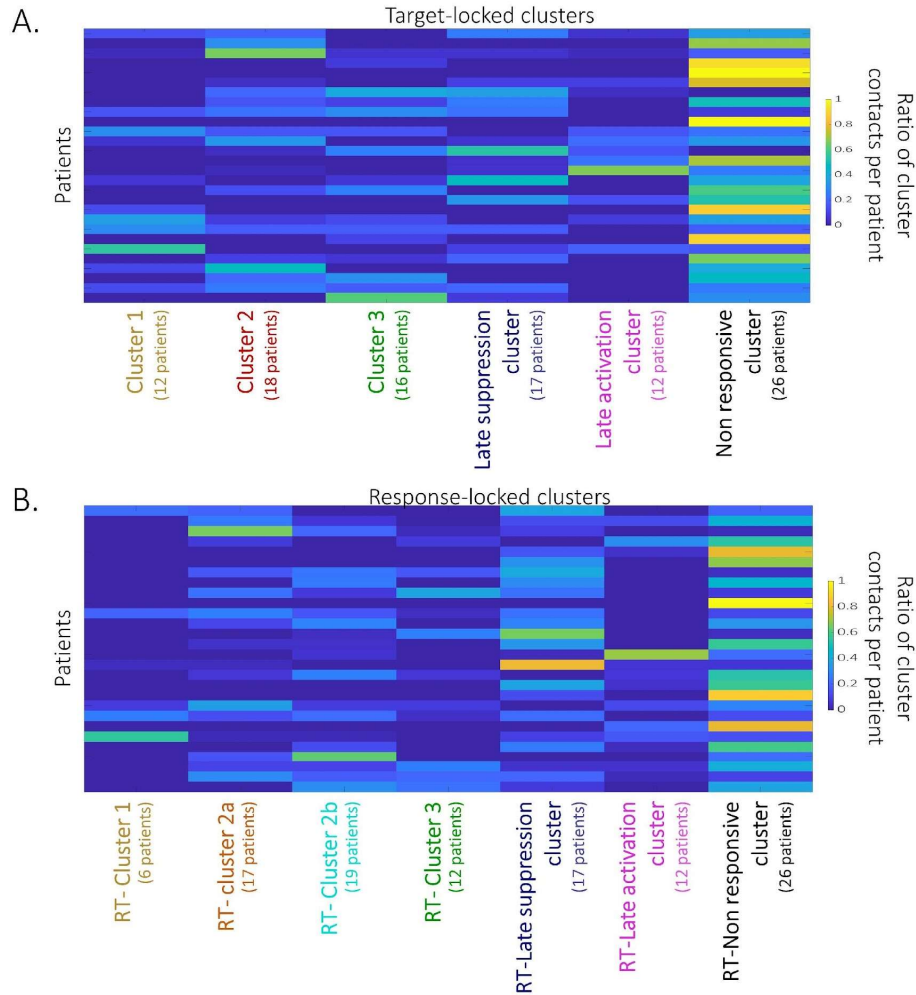 A.
Target-locked clusters
Patients
1
0.8
0.6
0.4
0.2
0
Ratio of cluster
contacts per patient
Cluster 1
(12 patients)
Cluster 2
(18 patients)
Cluster 3
(16 patients)
Late suppression
cluster
(17 patients)
Late activation
cluster
(12 patients)
Non responsive
cluster
(26 patients)
B.
Response-locked clusters
Patients
1
0.8
0.6
0.4
0.2
0
Ratio of cluster
contacts per patient
RT- Cluster 1
(6 patients)
RT- cluster 2a
(17 patients)
RT- Cluster 2b
(19 patients)
RT- Cluster 3
(12 patients)
RT-Late suppression
cluster
(17 patients)
RT-Late activation
cluster
(12 patients)
RT-Non responsive
cluster
(26 patients)